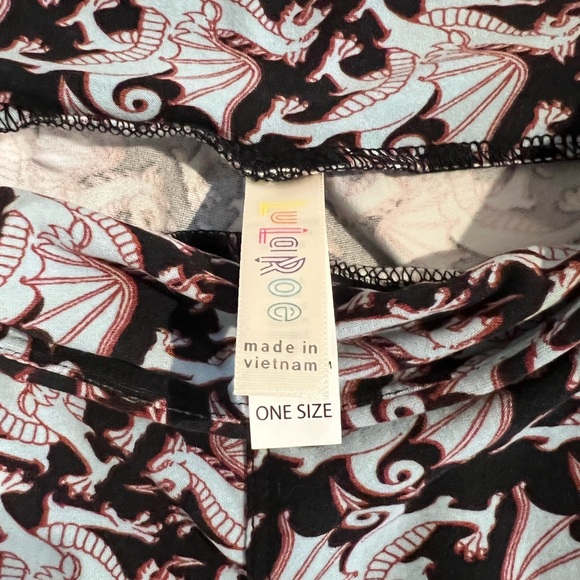 LuLaRoe
made in
vietnam
ONE SIZE